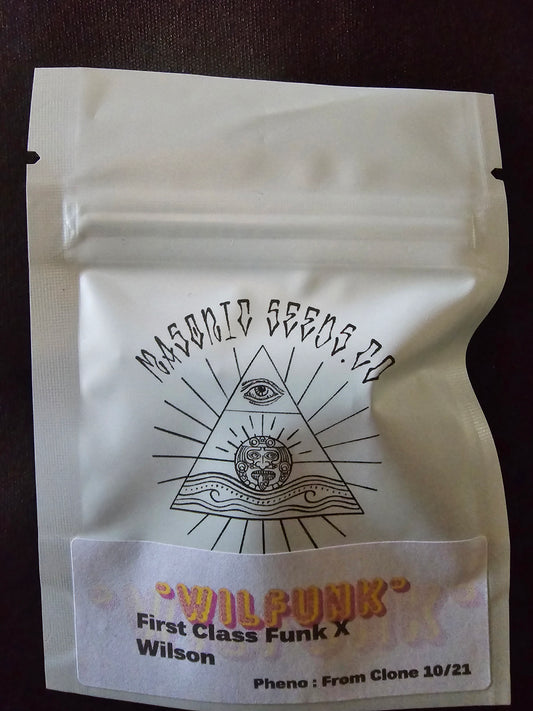 MASONIC SEEDS.CO
"WILFUNK"
First Class Funk X
Wilson
Pheno : From Clone 10/21